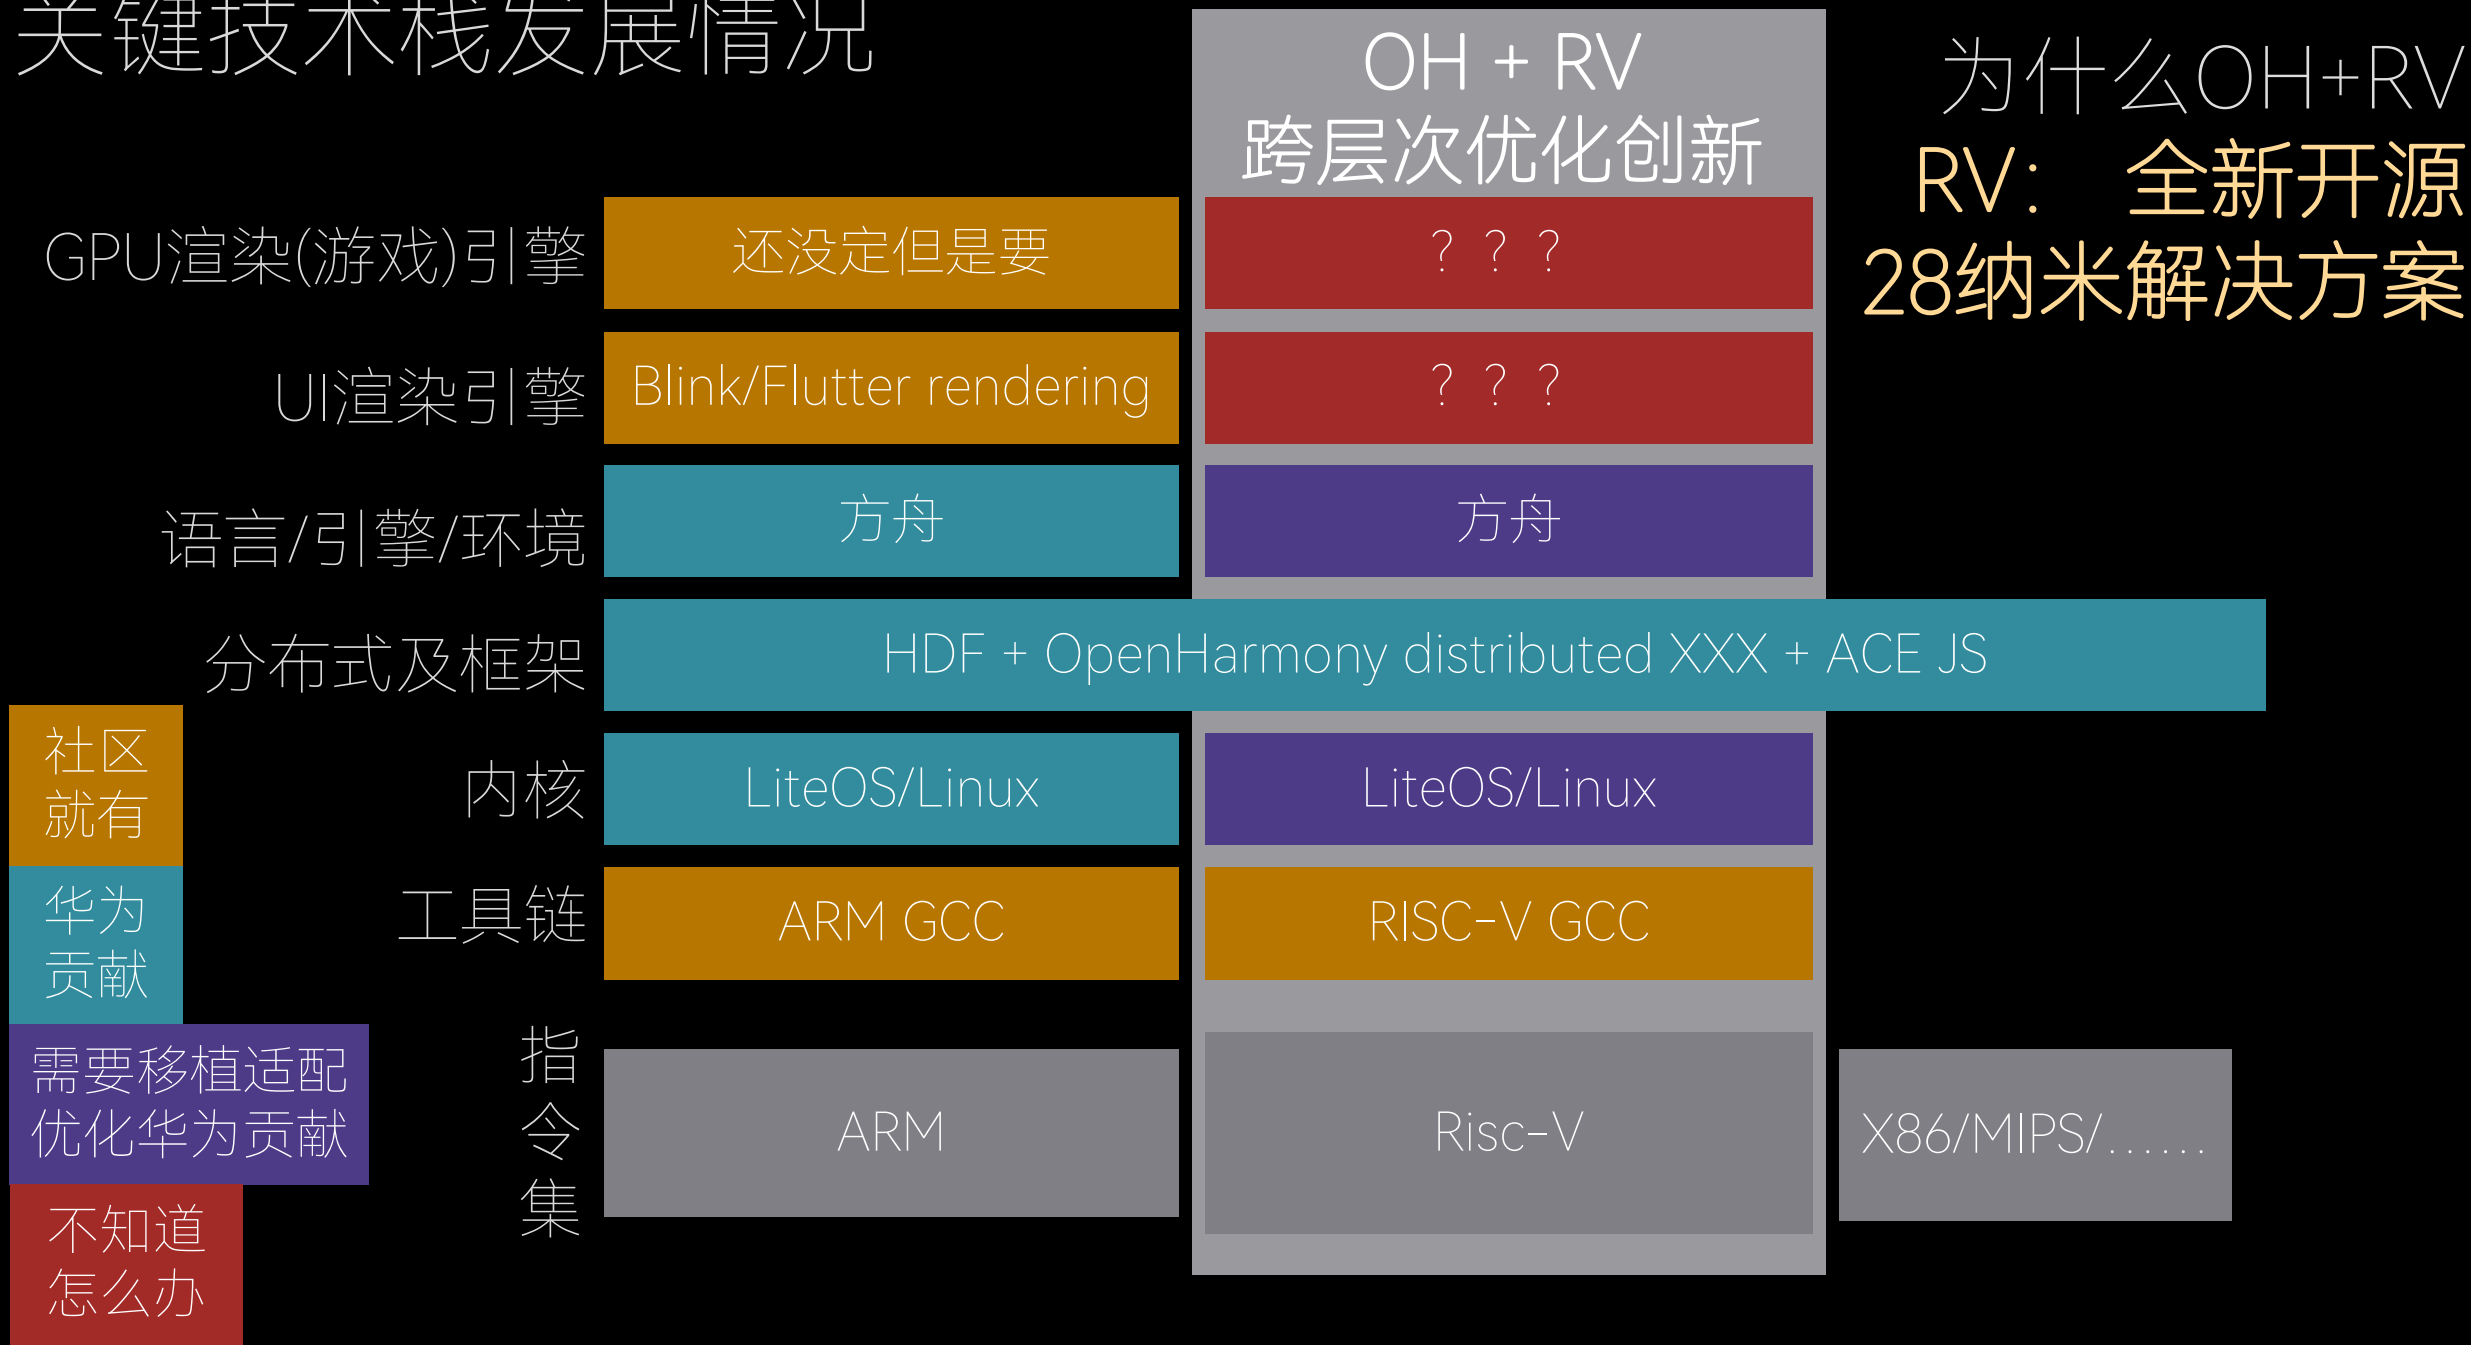 关键技术栈发展情况
OH + RV
跨层次优化创新
为什么OH+RV
RV： 全新开源
28纳米解决方案
GPU渲染(游戏)引擎
还没定但是要
？？？
UI渲染引擎
Blink/Flutter rendering
？？？
语言/引擎/环境
方舟
方舟
分布式及框架
HDF + OpenHarmony distributed XXX + ACE JS
内核
LiteOS/Linux
LiteOS/Linux
工具链
ARM GCC
RISC-V GCC
指
令
集
ARM
Risc-V
X86/MIPS/......
社区
就有
华为
贡献
需要移植适配
优化华为贡献
不知道
怎么办